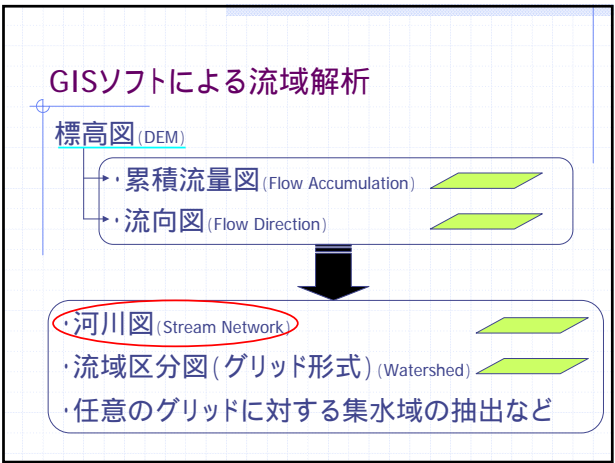 GISソフトによる流域解析
標高図(DEM)
・累積流量図(Flow Accumulation)
・流向図(Flow Direction)
・河川図(Stream Network)
・流域区分図(グリッド形式)(Watershed)
・任意のグリッドに対する集水域の抽出など